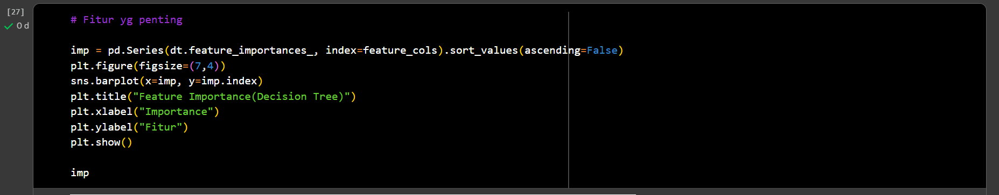 [27]
0 d
# Fitur yg penting
imp = pd.Series(dt.feature_importances_, index=feature_cols).sort_values(ascending=False)
plt.figure(figsize=(7,4))
sns.barplot(x=imp, y=imp.index)
plt.title("Feature Importance(Decision Tree)")
plt.xlabel("Importance")
plt.ylabel("Fitur")
plt.show()
imp